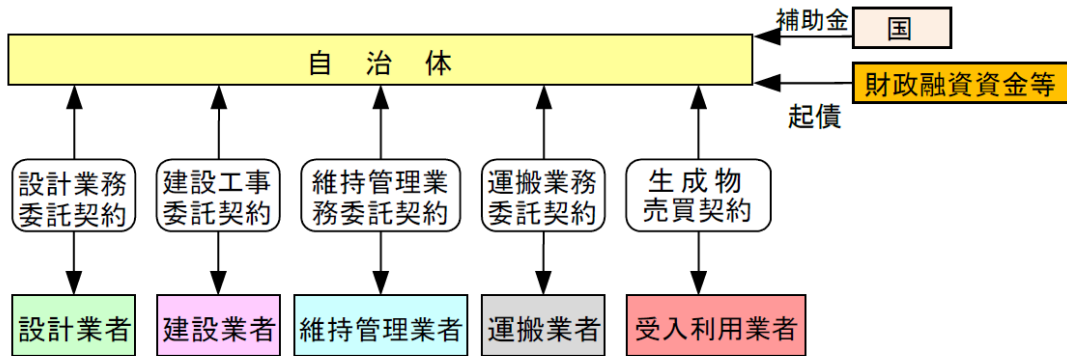 補助金
国
自治体
財政融資資金等
起債
設計業務
委託契約
建設工事
委託契約
維持管理業
務委託契約
運搬業務
委託契約
生成物
売買契約
設計業者
建設業者
維持管理業者
運搬業者
受入利用業者